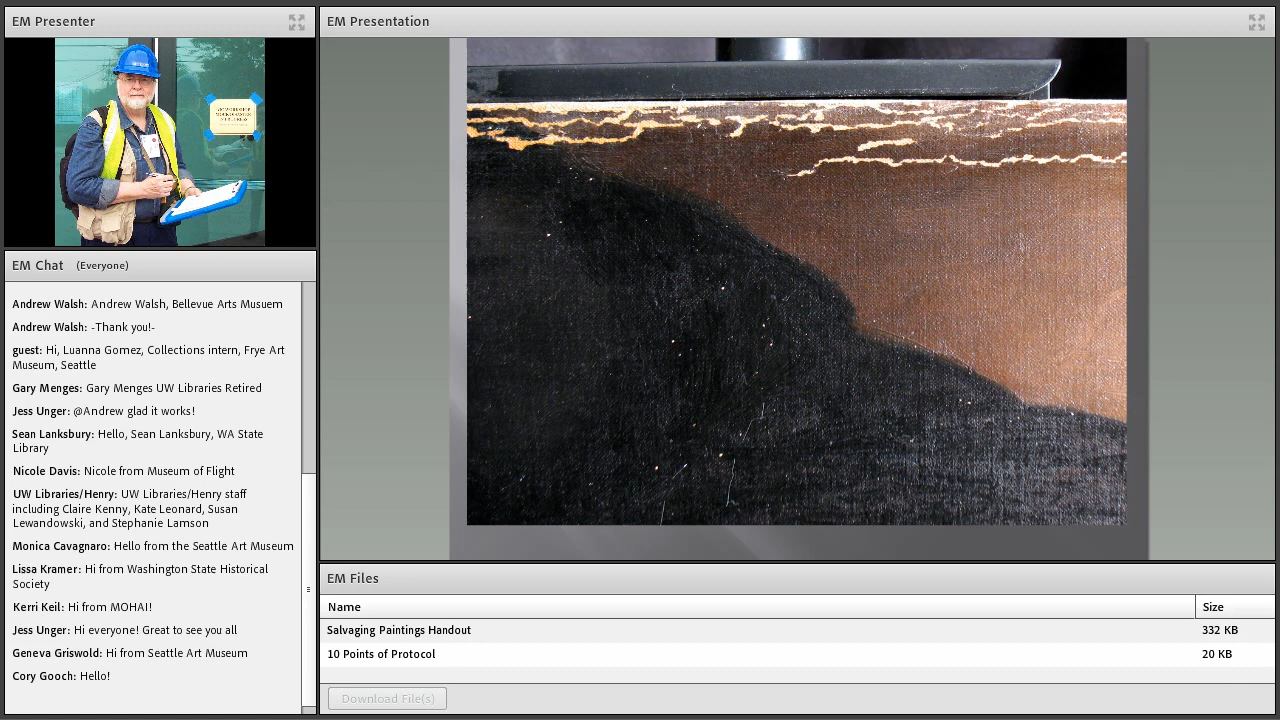 EM Presenter
EM Presentation
EM Chat (Everyone)
Andrew Walsh: Andrew Walsh, Bellevue Arts Musuem
Andrew Walsh: -Thank you!-
guest: Hi, Luanna Gomez, Collections intern, Frye Art
Museum, Seattle
Gary Menges: Gary Menges UW Libraries Retired
Jess Unger: @Andrew glad it works!
Sean Lanksbury: Hello, Sean Lanksbury, WA State
Library
Nicole Davis: Nicole from Museum of Flight
UW Libraries/Henry: UW Libraries/Henry staff
including Claire Kenny, Kate Leonard, Susan
Lewandowski, and Stephanie Lamson
Monica Cavagnaro: Hello from the Seattle Art Museum
Lissa Kramer: Hi from Washington State Historical
Society
Kerri Keil: Hi from MOHAI!
Jess Unger: Hi everyone! Great to see you all
Geneva Griswold: Hi from Seattle Art Museum
Cory Gooch: Hello!
EM Files
Name Size
Salvaging Paintings Handout 332 KB
10 Points of Protocol 20 KB
Download File(s)